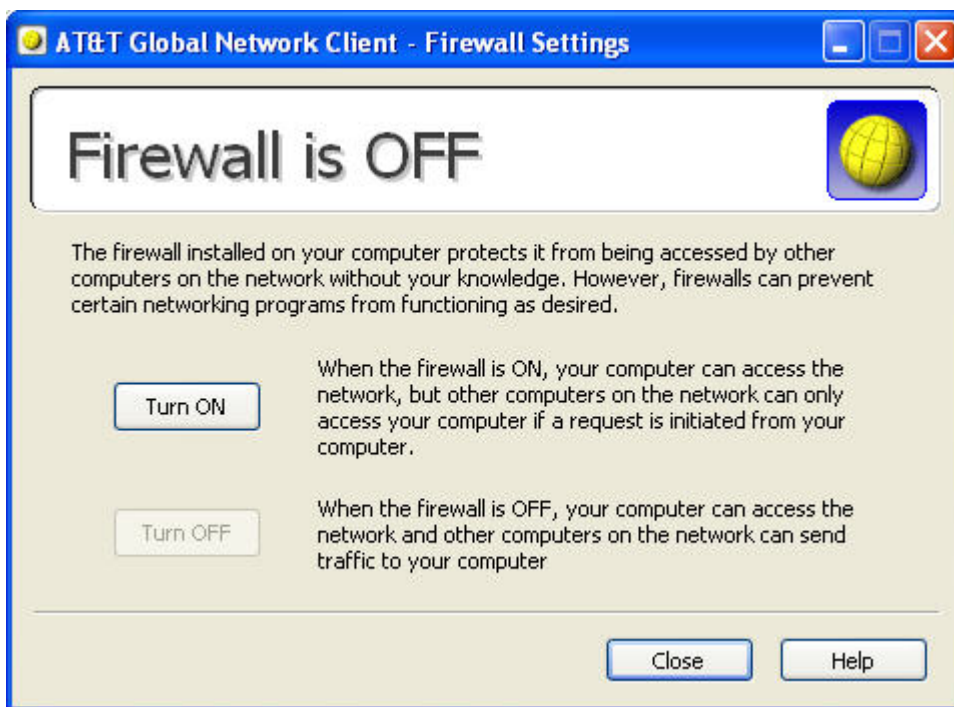 AT&T Global Network Client - Firewall Settings
Firewall is OFF
The firewall installed on your computer protects it from being accessed by other
computers on the network without your knowledge. However, firewalls can prevent
certain networking programs from functioning as desired.
Turn ON
When the firewall is ON, your computer can access the
network, but other computers on the network can only
access your computer if a request is initiated from your
computer.
Turn OFF
When the firewall is OFF, your computer can access the
network and other computers on the network can send
traffic to your computer
Close
Help